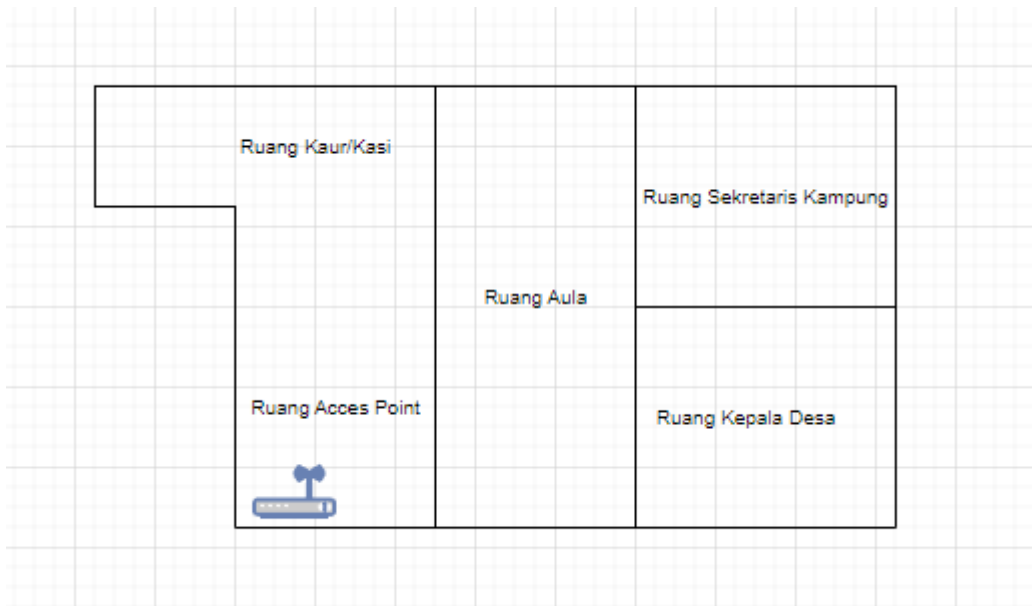 Ruang Kaur/Kasi
Ruang Sekretaris Kampung
Ruang Aula
Ruang Acces Point
Ruang Kepala Desa